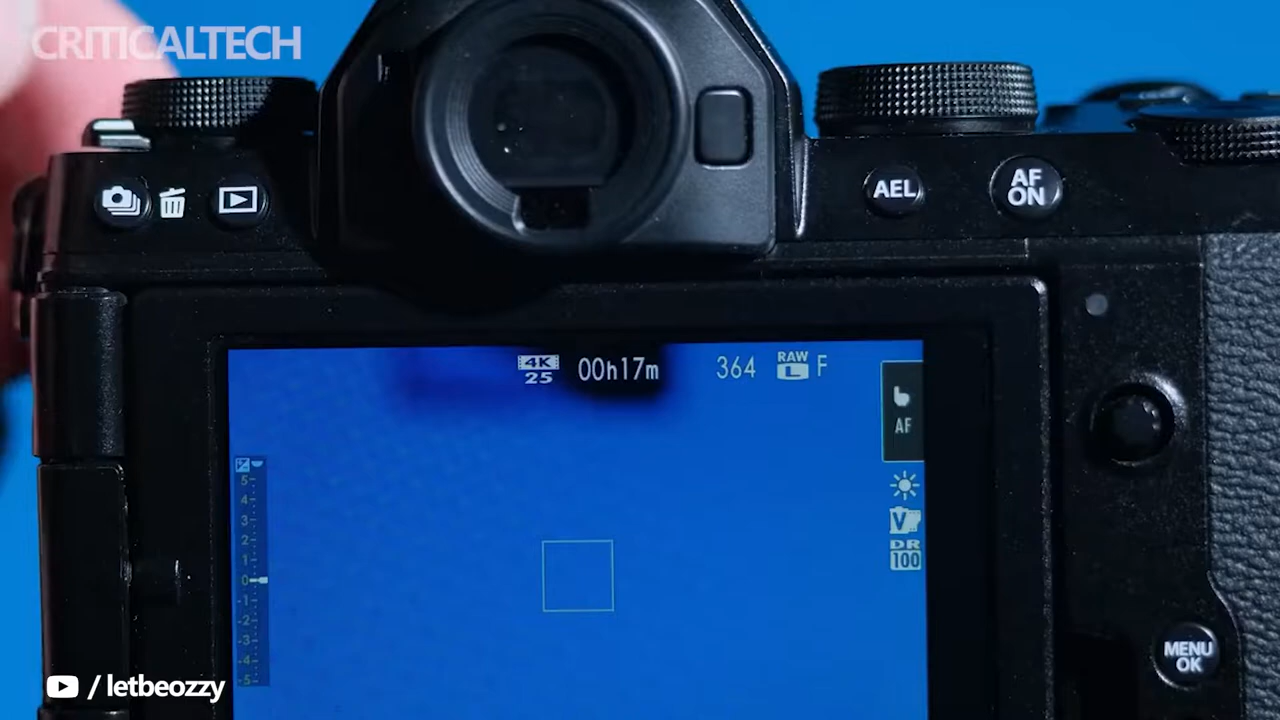 CRITICALTECH
AEL
AF
ON
4K
25
00h17m
364
RAW
L
F
AF
5
4
3
2
1
0
-1
-2
-3
-4
-5
V
DR
100
MENU
OK
/ letbeozzy